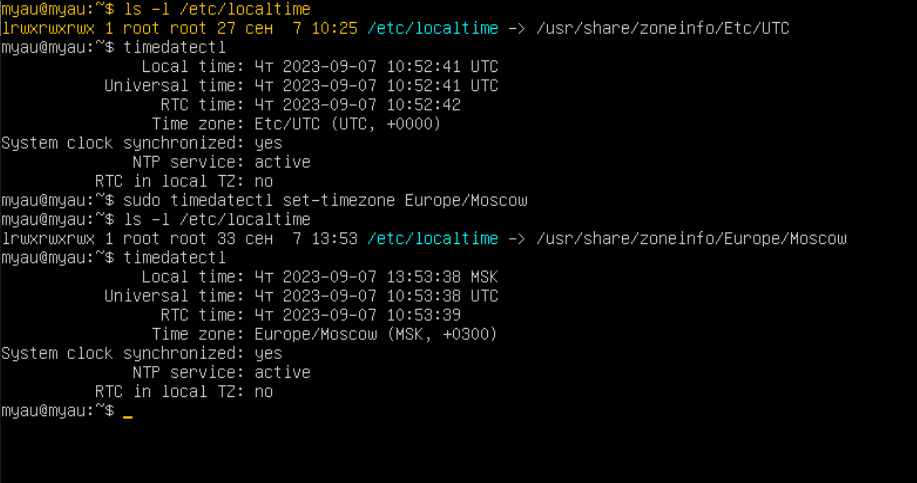 myau@myau:~$ ls -l /etc/localtime
lrwxrwxrwx 1 root root 27 сен  7 10:25 /etc/localtime -> /usr/share/zoneinfo/Etc/UTC
myau@myau:~$ timedatectl
               Local time: Чт 2023-09-07 10:52:41 UTC
           Universal time: Чт 2023-09-07 10:52:41 UTC
                 RTC time: Чт 2023-09-07 10:52:42
                Time zone: Etc/UTC (UTC, +0000)
System clock synchronized: yes
              NTP service: active
          RTC in local TZ: no
myau@myau:~$ sudo timedatectl set-timezone Europe/Moscow
myau@myau:~$ ls -l /etc/localtime
lrwxrwxrwx 1 root root 33 сен  7 13:53 /etc/localtime -> /usr/share/zoneinfo/Europe/Moscow
myau@myau:~$ timedatectl
               Local time: Чт 2023-09-07 13:53:38 MSK
           Universal time: Чт 2023-09-07 10:53:38 UTC
                 RTC time: Чт 2023-09-07 10:53:39
                Time zone: Europe/Moscow (MSK, +0300)
System clock synchronized: yes
              NTP service: active
          RTC in local TZ: no
myau@myau:~$ _